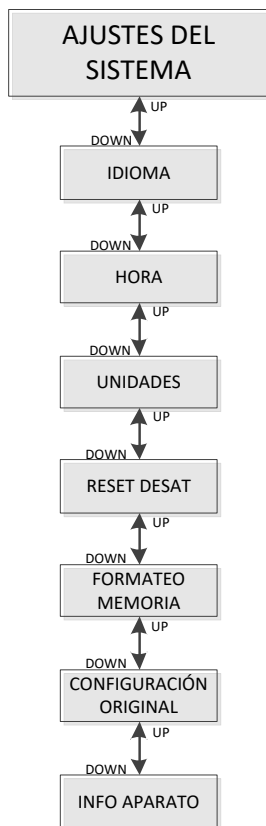 AJUSTES DEL
SISTEMA
UP
DOWN
IDIOMA
UP
DOWN
HORA
UP
DOWN
UNIDADES
UP
DOWN
RESET DESAT
UP
DOWN
FORMATEO
MEMORIA
UP
DOWN
CONFIGURACIÓN
ORIGINAL
UP
DOWN
INFO APARATO